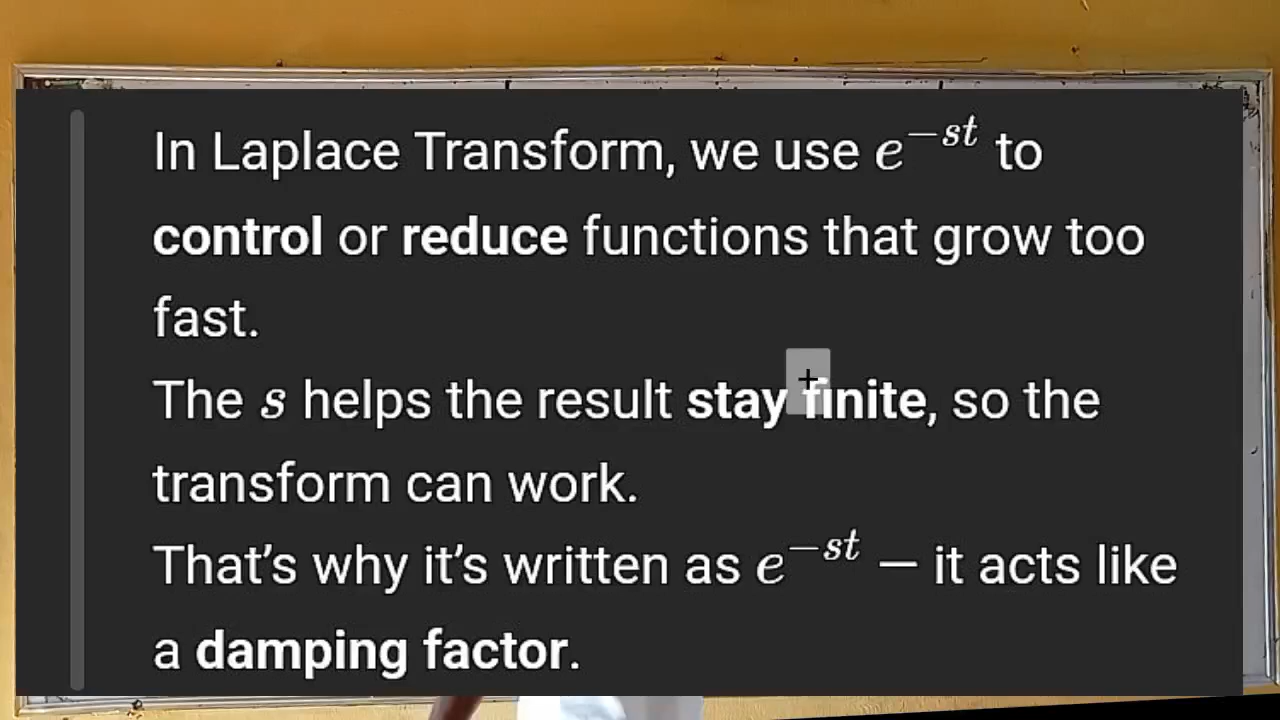 In Laplace Transform, we use $e^{-st}$ to
control or reduce functions that grow too
fast.
The $s$ helps the result stay finite, so the
transform can work.
That’s why it’s written as $e^{-st}$ – it acts like
a damping factor.